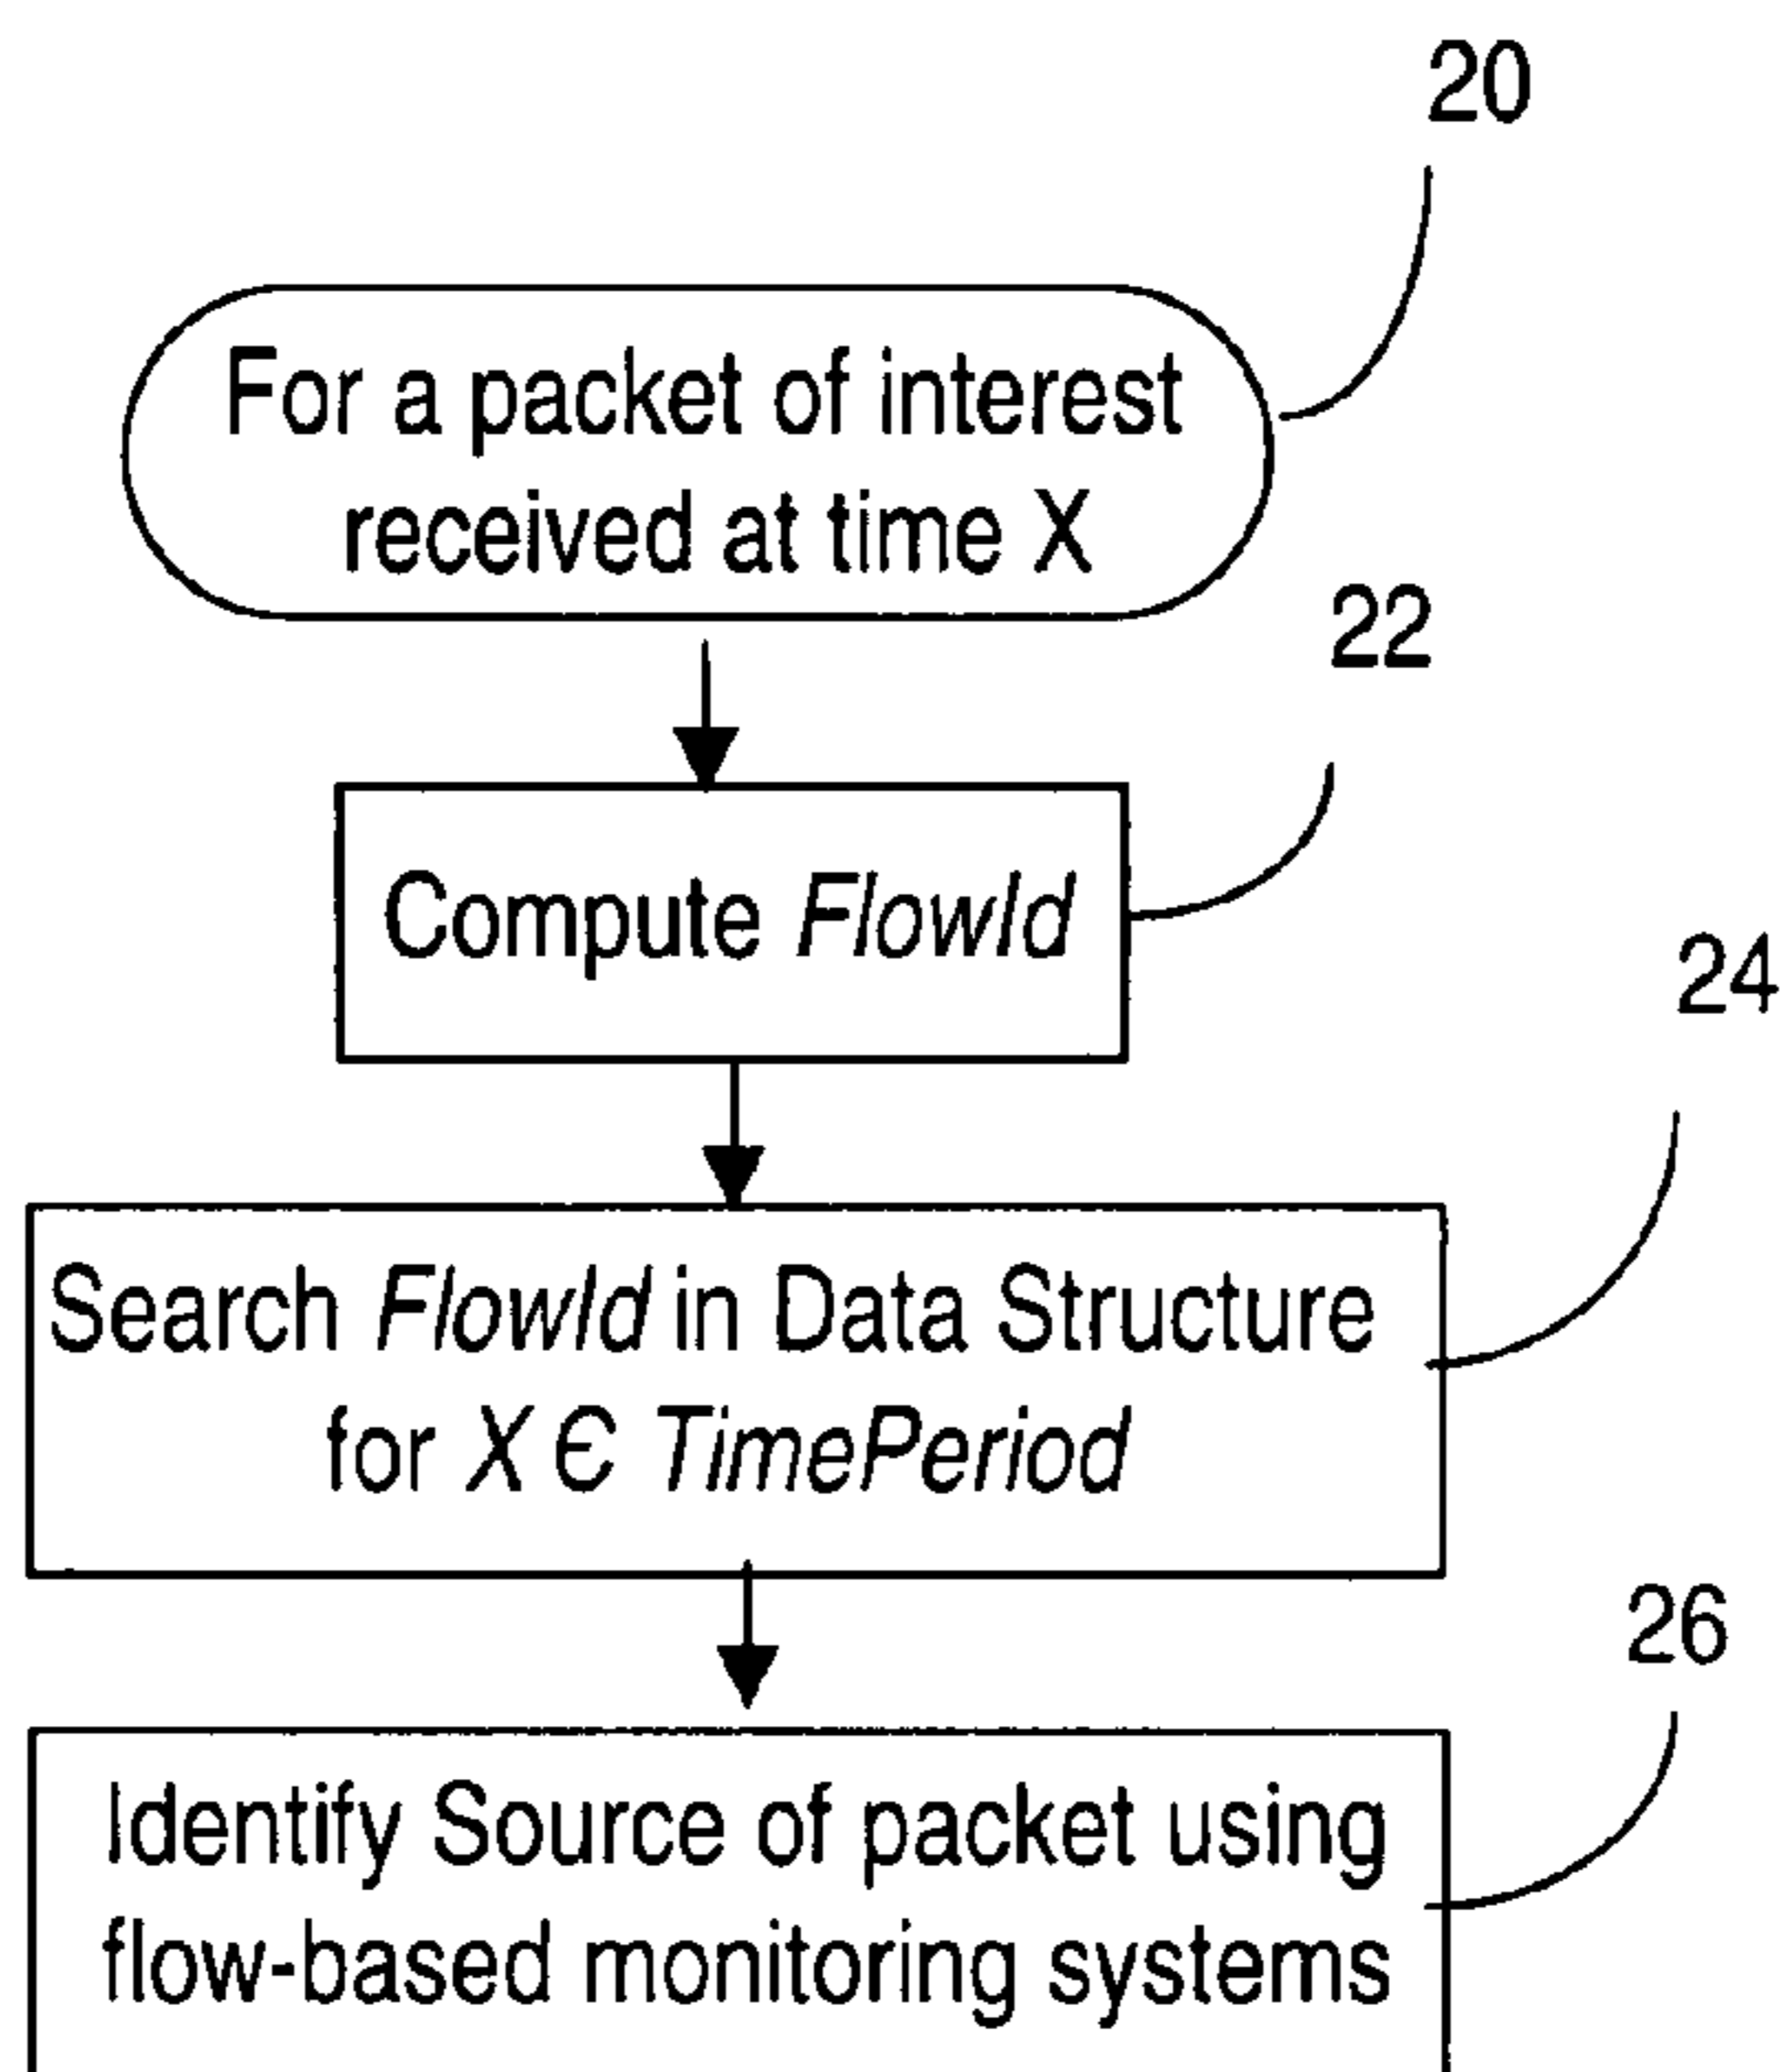 20
For a packet of interest
received at time X
22
Compute FlowId
24
Search FlowId in Data Structure
for X Є TimePeriod
26
Identify Source of packet using
flow-based monitoring systems